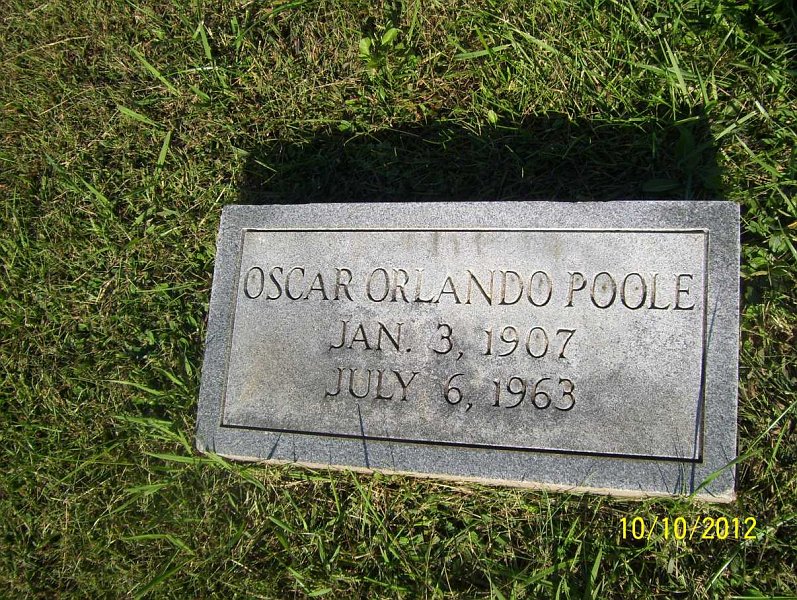 OSCAR ORLANDO POOLE
JAN. 3, 1907
JULY 6, 1963
10/10/2012